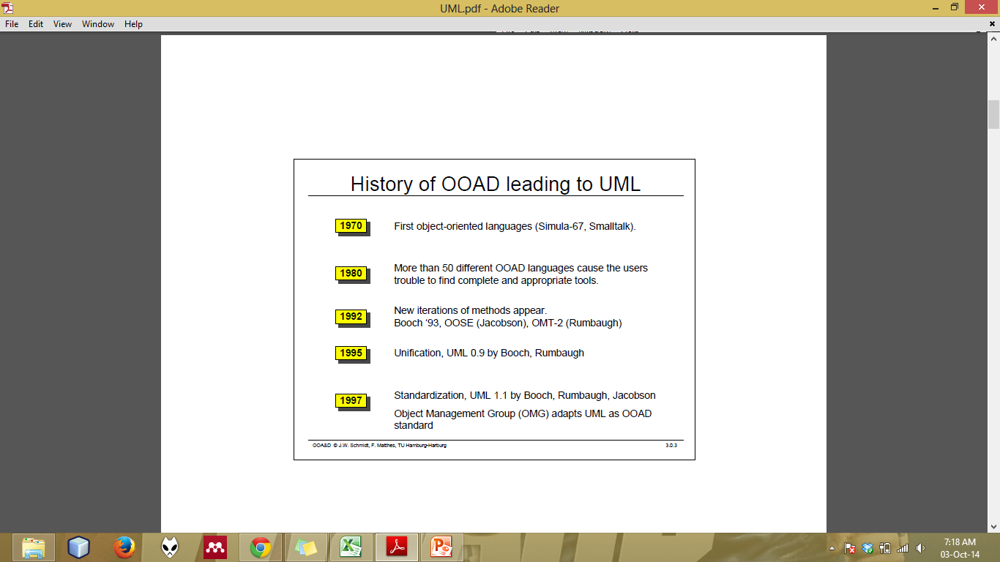 UML.pdf - Adobe Reader
File Edit View Window Help
History of OOAD leading to UML
1970
First object-oriented languages (Simula-67, Smalltalk).
1980
More than 50 different OOAD languages cause the users
trouble to find complete and appropriate tools.
1992
New iterations of methods appear.
Booch ‘93, OOSE (Jacobson), OMT-2 (Rumbaugh)
1995
Unification, UML 0.9 by Booch, Rumbaugh
1997
Standardization, UML 1.1 by Booch, Rumbaugh, Jacobson
Object Management Group (OMG) adapts UML as OOAD
standard
OOA&D © J.W. Schmidt, F. Matthes, TU Hamburg-Harburg 3.0.3
7:18 AM
03-Oct-14